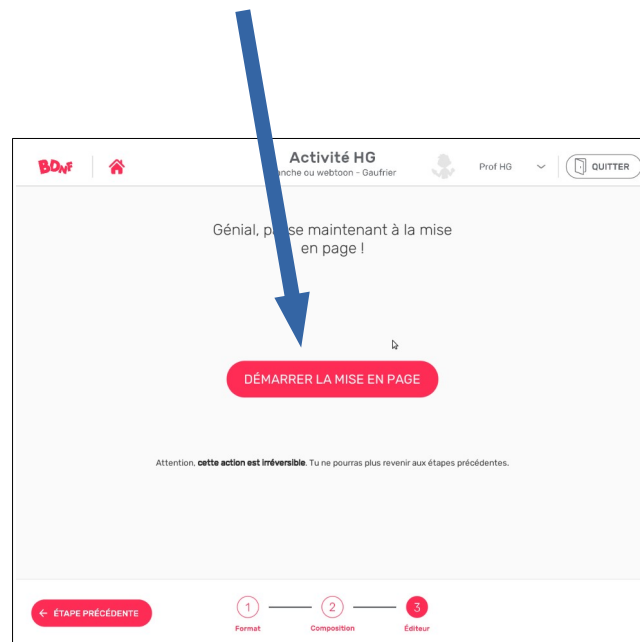 BDnF
Activité HG
anche ou webtoon - Gaufrier
Prof HG
QUITTER
Génial, se maintenant à la mise
en page !
DÉMARRER LA MISE EN PAGE
Attention, cette action est irréversible. Tu ne pourras plus revenir aux étapes précédentes.
← ÉTAPE PRÉCÉDENTE
1
2
3
Format
Composition
Éditeur